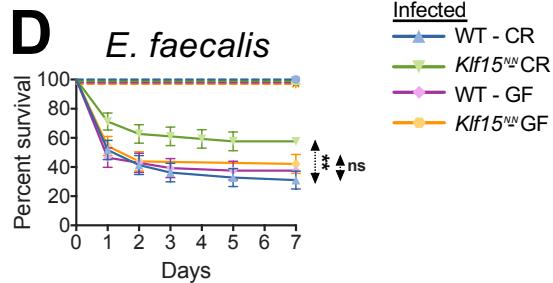 D
E. faecalis
Infected
WT - CR
Klf15ᴺᴺ- CR
WT - GF
Klf15ᴺᴺ- GF
Percent survival
100
80
60
40
20
0
0 1 2 3 4 5 6 7
Days
**
ns